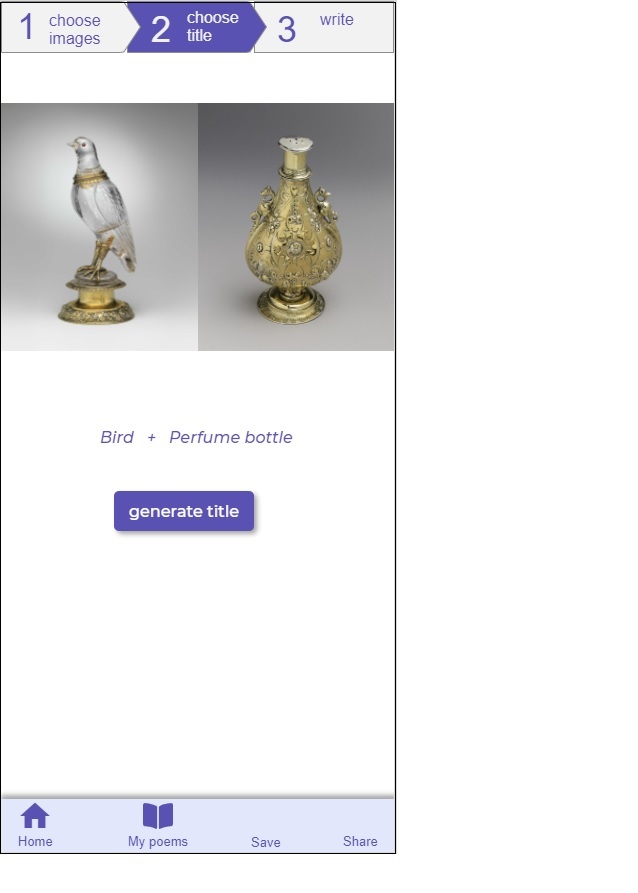 1 choose
images
2 choose
title
3 write
Bird + Perfume bottle
generate title
Home
My poems
Save
Share